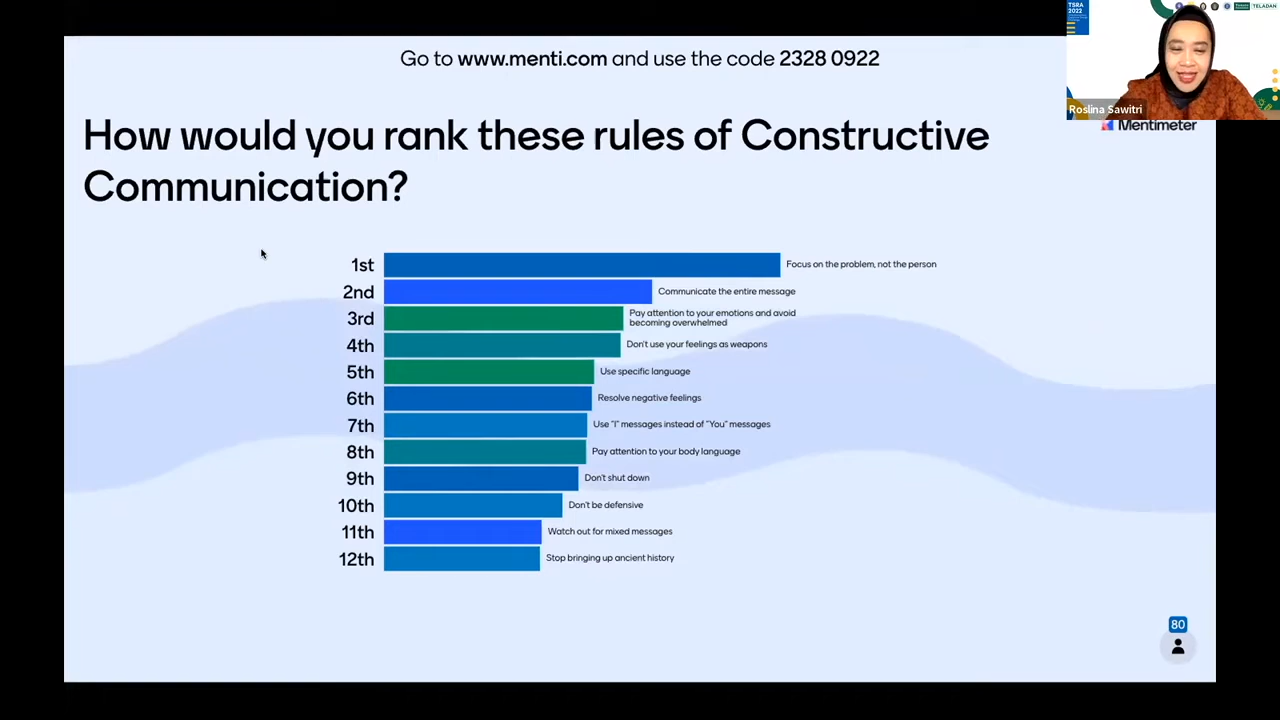 Go to www.menti.com and use the code 2328 0922
TSRA
2022
TELADAN
Roslina Sawitri
Mentimeter
How would you rank these rules of Constructive
Communication?
1st Focus on the problem, not the person
2nd Communicate the entire message
3rd Pay attention to your emotions and avoid
becoming overwhelmed
4th Don't use your feelings as weapons
5th Use specific language
6th Resolve negative feelings
7th Use "I" messages instead of "You" messages
8th Pay attention to your body language
9th Don't shut down
10th Don't be defensive
11th Watch out for mixed messages
12th Stop bringing up ancient history
80